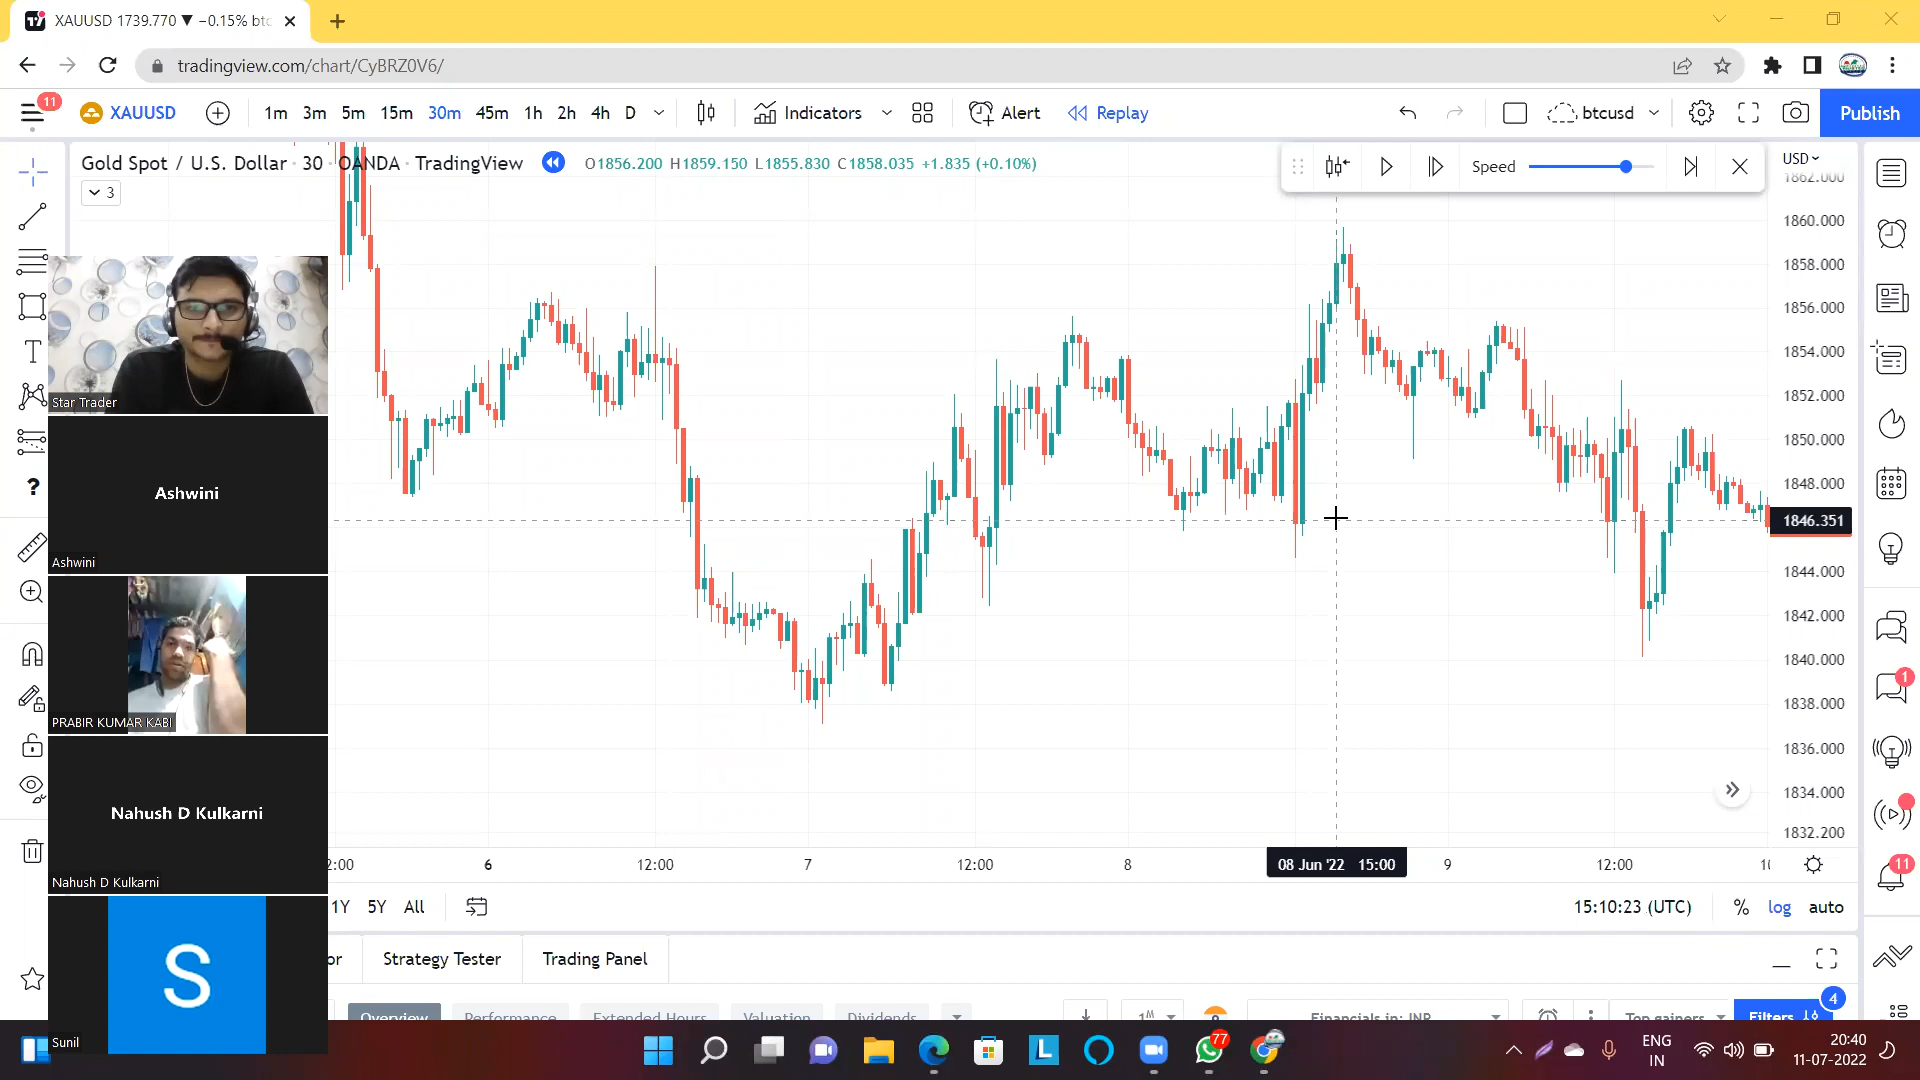 XAUUSD 1739.770 ▼ −0.15% btc
tradingview.com/chart/CyBRZ0V6/
11
XAUUSD
1m 3m 5m 15m 30m 45m 1h 2h 4h D
Indicators
Alert
Replay
btcusd
Publish
Gold Spot / U.S. Dollar · 30 · OANDA · TradingView
O1856.200 H1859.150 L1855.830 C1858.035 +1.835 (+0.10%)
3
Speed
USD
1862.000
1860.000
1858.000
1856.000
1854.000
1852.000
1850.000
1848.000
1846.351
1844.000
1842.000
1840.000
1838.000
1836.000
1834.000
1832.200
Star Trader
Ashwini
Ashwini
PRABIR KUMAR KABI
Nahush D Kulkarni
Nahush D Kulkarni
S
Sunil
2:00 6 12:00 7 12:00 8 08 Jun '22 15:00 9 12:00 10
1Y 5Y All
15:10:23 (UTC) % log auto
or Strategy Tester Trading Panel
Overview Performance Extended Hours Valuation Dividends
1M
Financials in: INR
Top gainers
Filters
4
1
11
77
ENG
IN
20:40
11-07-2022